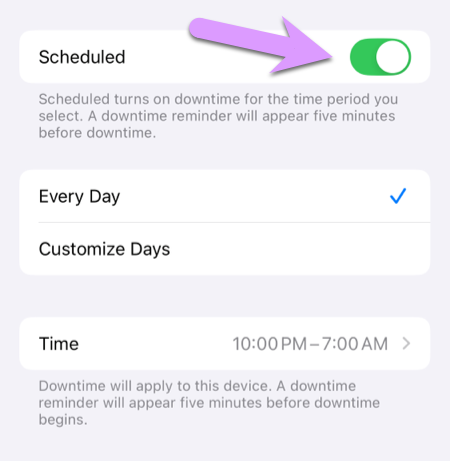 Scheduled
Scheduled turns on downtime for the time period you
select. A downtime reminder will appear five minutes
before downtime.
Every Day
Customize Days
Time 10:00 PM – 7:00 AM
Downtime will apply to this device. A downtime
reminder will appear five minutes before downtime
begins.